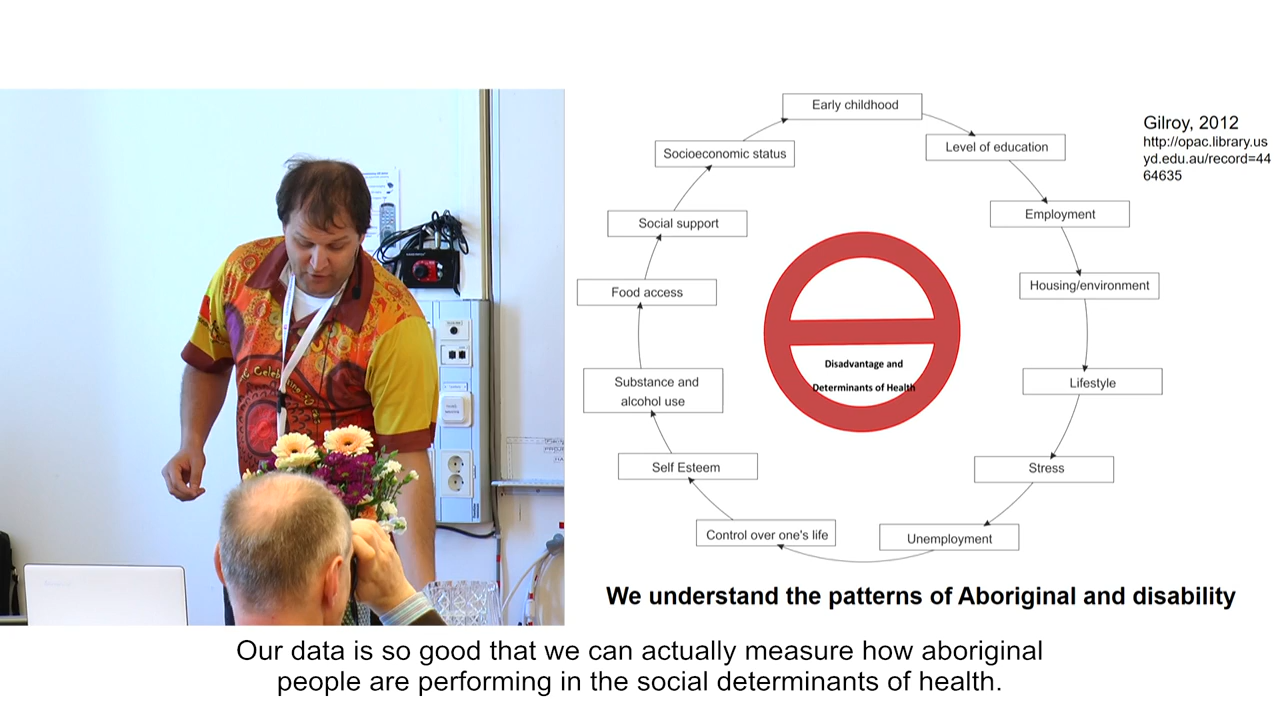 Early childhood
Level of education
Employment
Housing/environment
Lifestyle
Stress
Unemployment
Control over one's life
Self Esteem
Substance and
alcohol use
Food access
Social support
Socioeconomic status
Disadvantage and
Determinants of Health
Gilroy, 2012
http://opac.library.us
yd.edu.au/record=44
64635
We understand the patterns of Aboriginal and disability
Our data is so good that we can actually measure how aboriginal
people are performing in the social determinants of health.